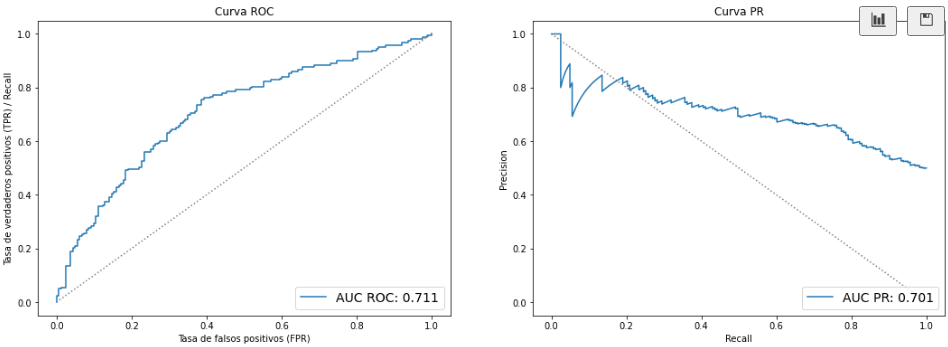 Curva ROC
Tasa de verdaderos positivos (TPR) / Recall
1.0
0.8
0.6
0.4
0.2
0.0
AUC ROC: 0.711
0.0 0.2 0.4 0.6 0.8 1.0
Tasa de falsos positivos (FPR)
Curva PR
Precision
1.0
0.8
0.6
0.4
0.2
0.0
AUC PR: 0.701
0.0 0.2 0.4 0.6 0.8 1.0
Recall